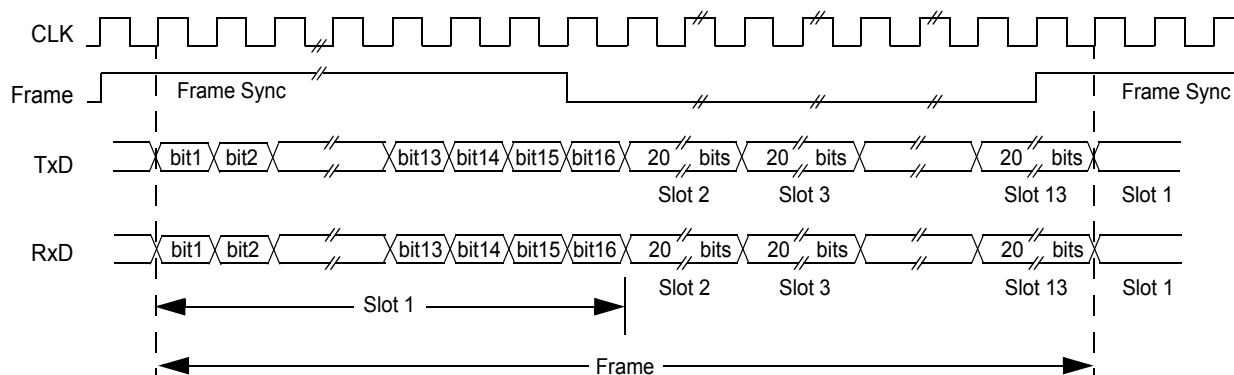 CLK
Frame
Frame Sync
Frame Sync
TxD
bit1 bit2 bit13 bit14 bit15 bit16 20 bits 20 bits 20 bits
Slot 2 Slot 3 Slot 13 Slot 1
RxD
bit1 bit2 bit13 bit14 bit15 bit16 20 bits 20 bits 20 bits
Slot 2 Slot 3 Slot 13 Slot 1
Slot 1
Frame